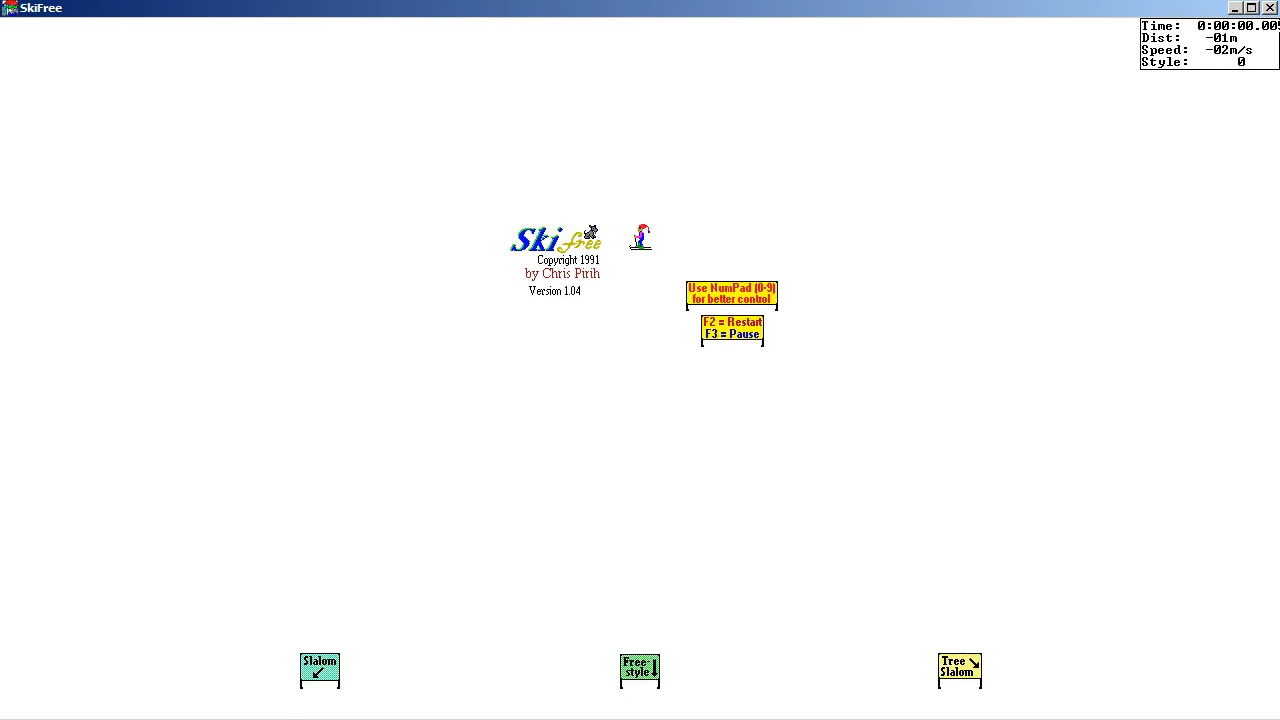 SkiFree
Time: 0:00:00.005
Dist: -01m
Speed: -02m/s
Style: 0
Ski free
Copyright 1991
by Chris Pirih
Version 1.04
Use NumPad (0-9)
for better control
F2 = Restart
F3 = Pause
Slalom
Free-
style
Tree
Slalom